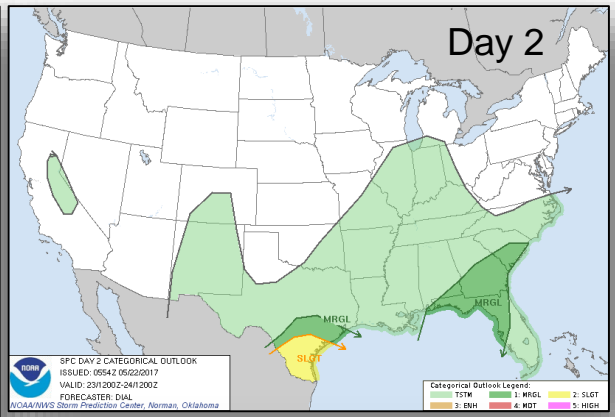 Day 2
MRGL
MRGL
SLGT
NOAA
SPC DAY 2 CATEGORICAL OUTLOOK
ISSUED: 0554Z 05/22/2017
VALID: 23/1200Z-24/1200Z
FORECASTER: DIAL
NOAA/NWS Storm Prediction Center, Norman, Oklahoma
Categorical Outlook Legend:
TSTM 1: MRGL 2: SLGT
3: ENH 4: MDT 5: HIGH